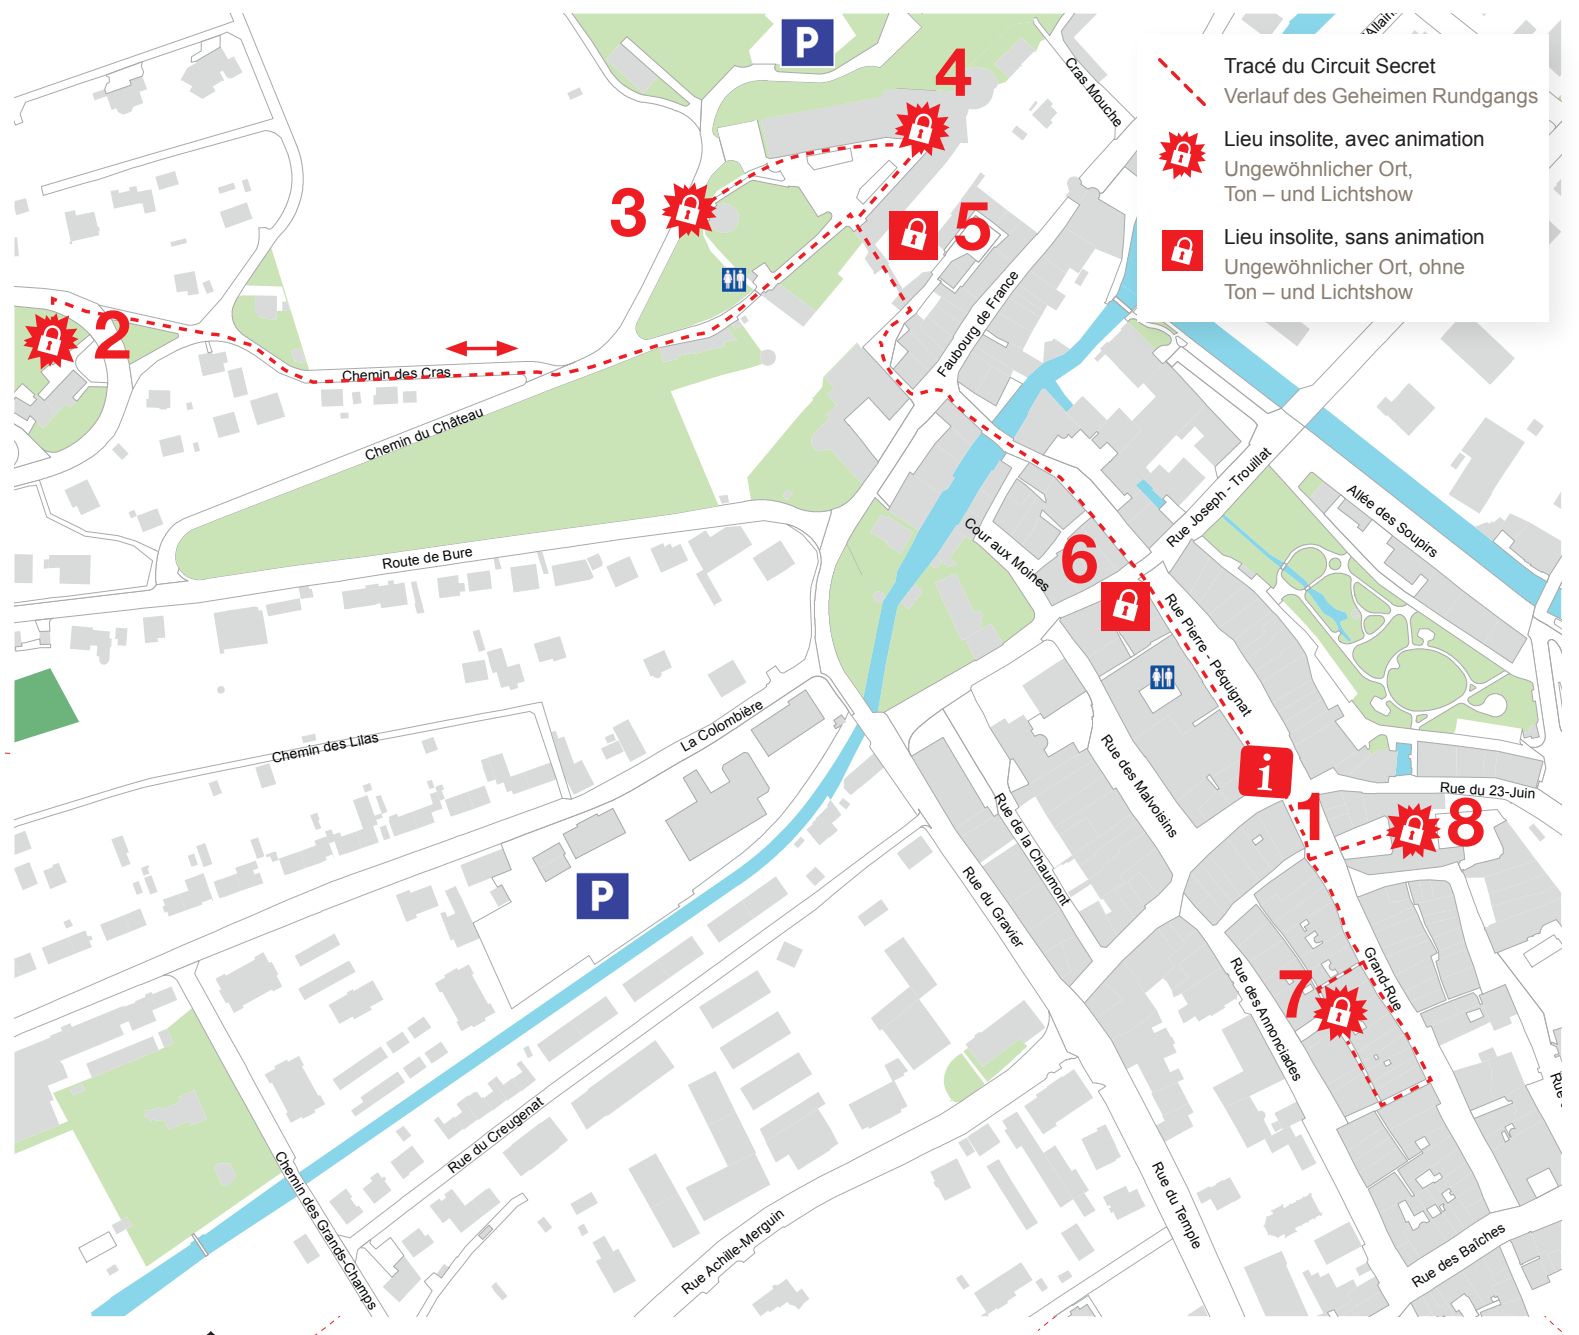 P
4
Cras Mouche
Tracé du Circuit Secret
Verlauf des Geheimen Rundgangs
Lieu insolite, avec animation
Ungewöhnlicher Ort,
Ton – und Lichtshow
Lieu insolite, sans animation
Ungewöhnlicher Ort, ohne
Ton – und Lichtshow
3
5
Faubourg de France
2
Chemin des Cras
Chemin du Château
Rue Joseph - Trouillat
Allée des Soupirs
Route de Bure
Cour aux Moines
6
Rue Pierre - Péquignat
Chemin des Lilas
La Colombière
Rue des Malvoisins
i
1
Rue du 23-Juin
8
P
Rue de la Chaumont
Rue du Gravier
Grand-Rue
7
Rue des Annonciades
Rue du Creugenat
Chemin des Grands-Champs
Rue Achille-Merguin
Rue du Temple
Rue des Baîches